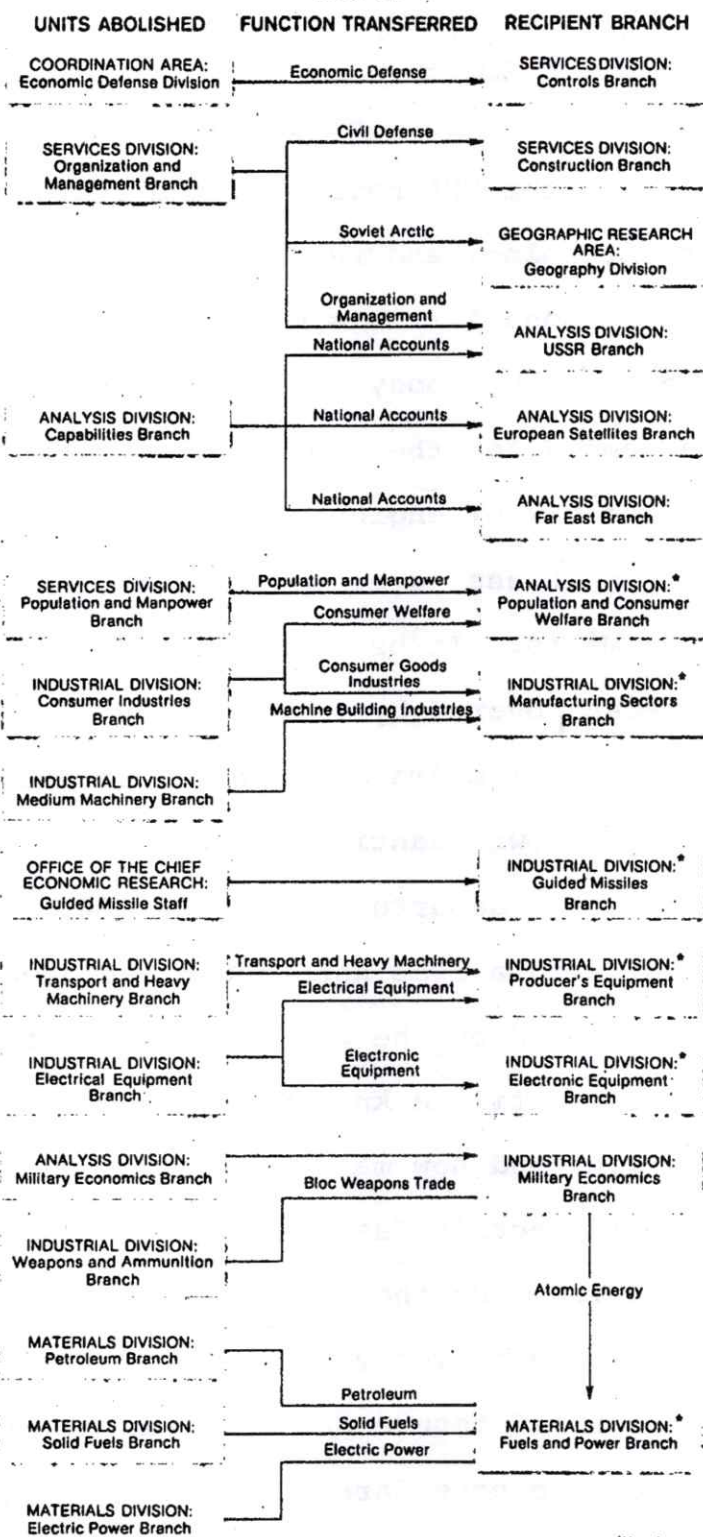 UNITS ABOLISHED FUNCTION TRANSFERRED RECIPIENT BRANCH
COORDINATION AREA:
Economic Defense Division
Economic Defense
SERVICES DIVISION:
Controls Branch
SERVICES DIVISION:
Organization and
Management Branch
Civil Defense
SERVICES DIVISION:
Construction Branch
Soviet Arctic
GEOGRAPHIC RESEARCH
AREA:
Geography Division
Organization and
Management
National Accounts
ANALYSIS DIVISION:
USSR Branch
ANALYSIS DIVISION:
Capabilities Branch
National Accounts
ANALYSIS DIVISION:
European Satellites Branch
National Accounts
ANALYSIS DIVISION:
Far East Branch
SERVICES DIVISION:
Population and Manpower
Branch
Population and Manpower
Consumer Welfare
ANALYSIS DIVISION:*
Population and Consumer
Welfare Branch
INDUSTRIAL DIVISION:
Consumer Industries
Branch
Consumer Goods
Industries
Machine Building Industries
INDUSTRIAL DIVISION:*
Manufacturing Sectors
Branch
INDUSTRIAL DIVISION:
Medium Machinery Branch
OFFICE OF THE CHIEF
ECONOMIC RESEARCH:
Guided Missile Staff
INDUSTRIAL DIVISION:*
Guided Missiles
Branch
INDUSTRIAL DIVISION:
Transport and Heavy
Machinery Branch
Transport and Heavy Machinery
Electrical Equipment
INDUSTRIAL DIVISION:*
Producer's Equipment
Branch
INDUSTRIAL DIVISION:
Electrical Equipment
Branch
Electronic
Equipment
INDUSTRIAL DIVISION:*
Electronic Equipment
Branch
ANALYSIS DIVISION:
Military Economics Branch
Bloc Weapons Trade
INDUSTRIAL DIVISION:
Military Economics
Branch
INDUSTRIAL DIVISION:
Weapons and Ammunition
Branch
Atomic Energy
MATERIALS DIVISION:
Petroleum Branch
Petroleum
MATERIALS DIVISION:
Solid Fuels Branch
Solid Fuels
Electric Power
MATERIALS DIVISION:*
Fuels and Power Branch
MATERIALS DIVISION:
Electric Power Branch